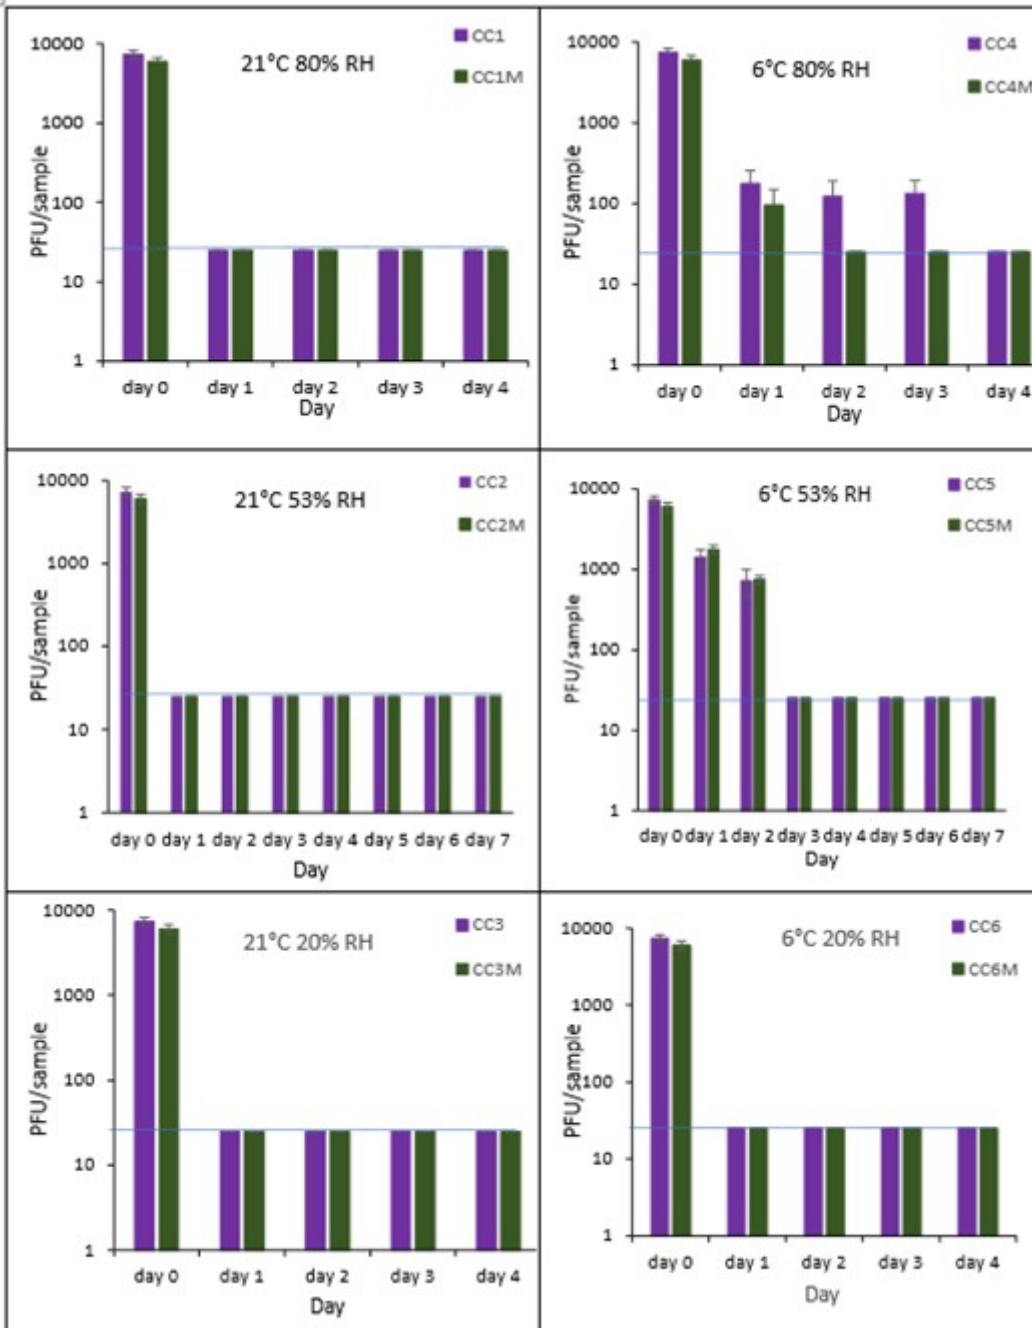 21°C 80% RH
CC1
CC1M
PFU/sample
10000
1000
100
10
1
day 0 day 1 day 2 day 3 day 4
Day
6°C 80% RH
CC4
CC4M
PFU/sample
10000
1000
100
10
1
day 0 day 1 day 2 day 3 day 4
Day
21°C 53% RH
CC2
CC2M
PFU/sample
10000
1000
100
10
1
day 0 day 1 day 2 day 3 day 4 day 5 day 6 day 7
Day
6°C 53% RH
CC5
CC5M
PFU/sample
10000
1000
100
10
1
day 0 day 1 day 2 day 3 day 4 day 5 day 6 day 7
Day
21°C 20% RH
CC3
CC3M
PFU/sample
10000
1000
100
10
1
day 0 day 1 day 2 day 3 day 4
Day
6°C 20% RH
CC6
CC6M
PFU/sample
10000
1000
100
10
1
day 0 day 1 day 2 day 3 day 4
Day